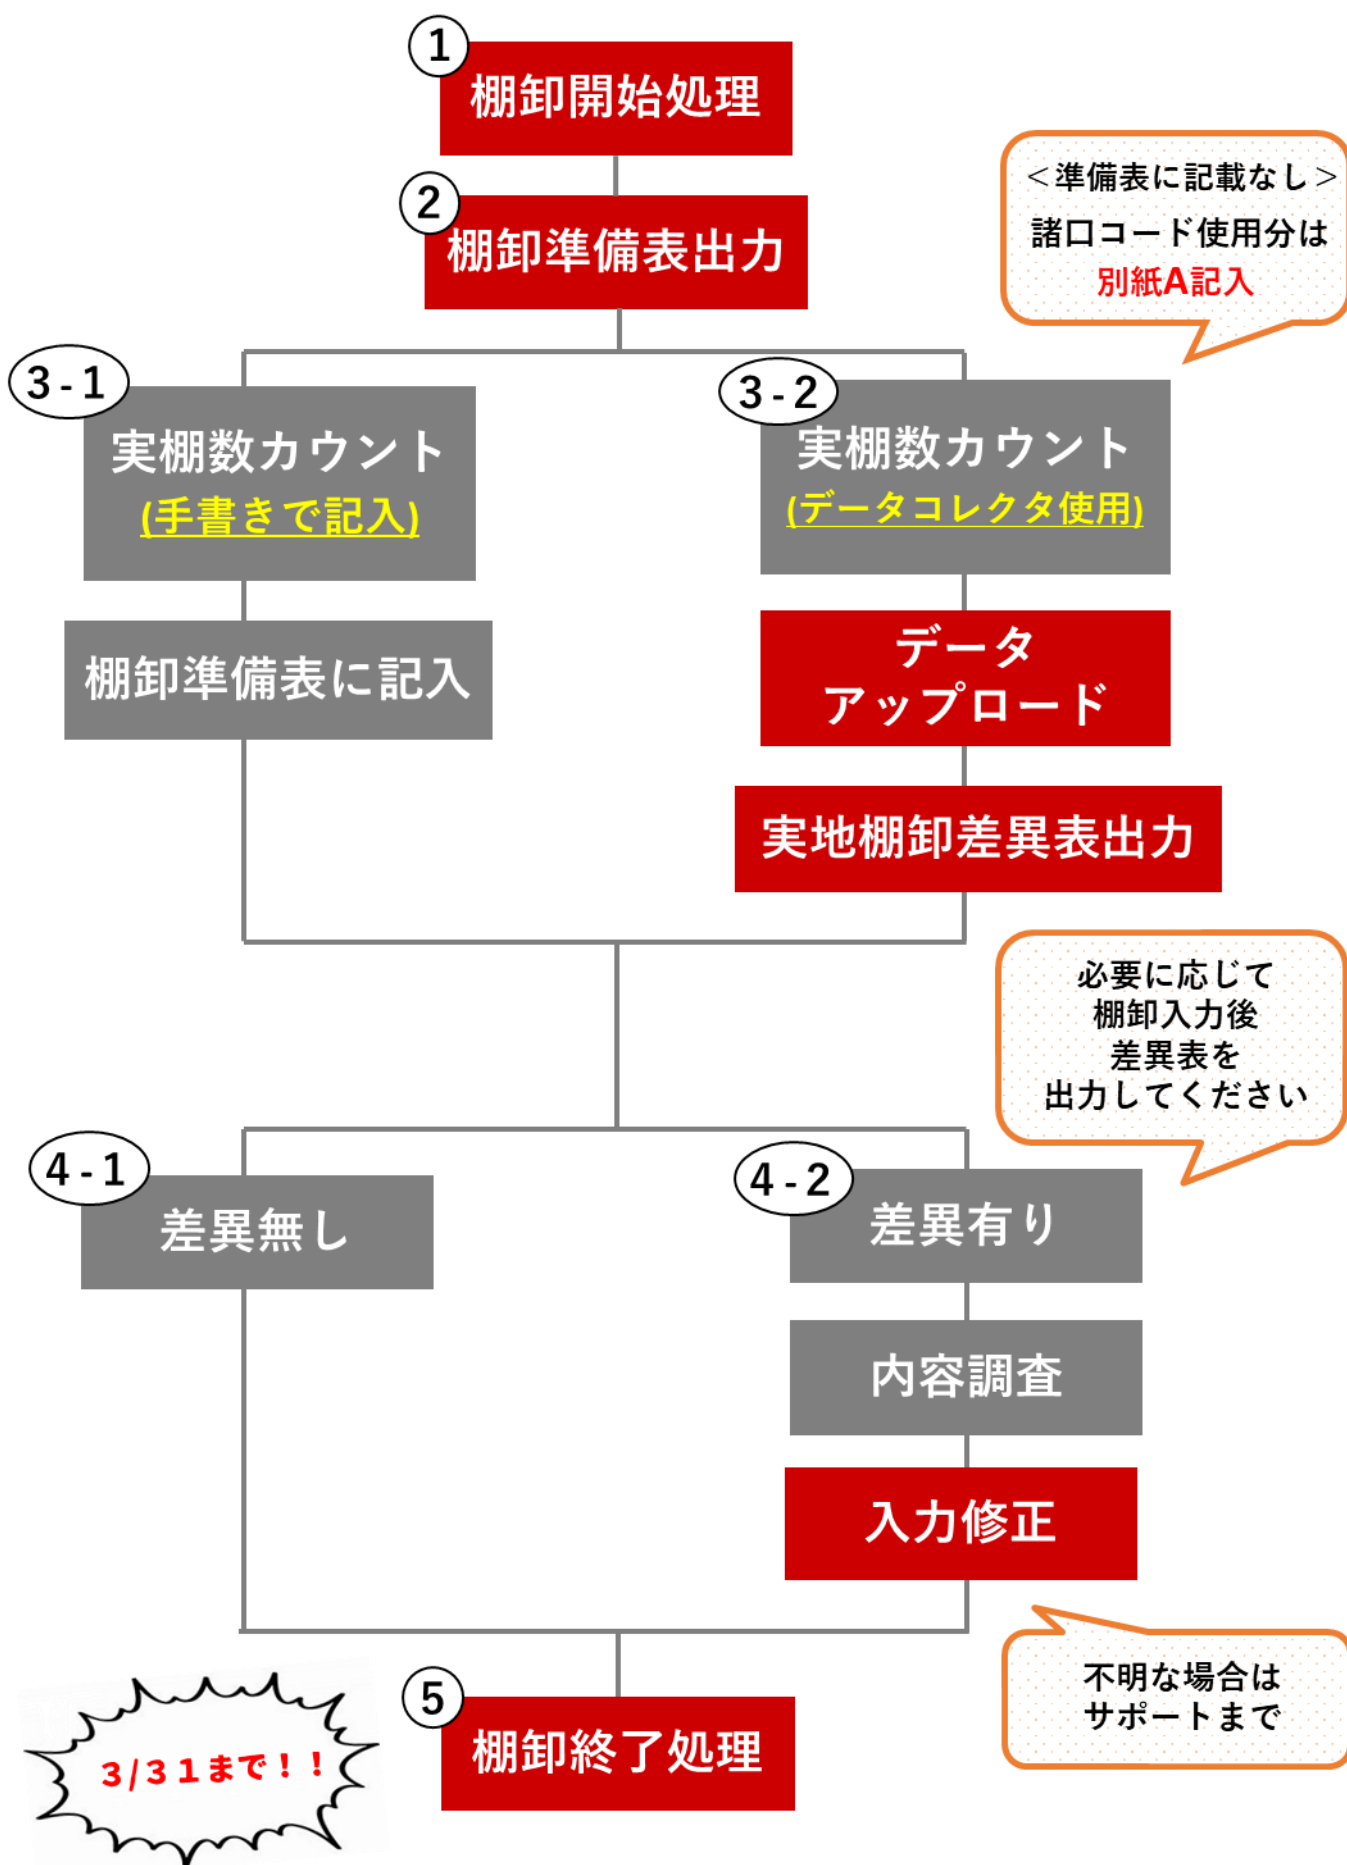 ①
棚卸開始処理
②
棚卸準備表出力
＜準備表に記載なし＞
諸口コード使用分は
別紙A記入
3-1
実棚数カウント
(手書きで記入)
棚卸準備表に記入
3-2
実棚数カウント
(データコレクタ使用)
データ
アップロード
実地棚卸差異表出力
必要に応じて
棚卸入力後
差異表を
出力してください
4-1
差異無し
4-2
差異有り
内容調査
入力修正
不明な場合は
サポートまで
⑤
棚卸終了処理
3/31まで！！